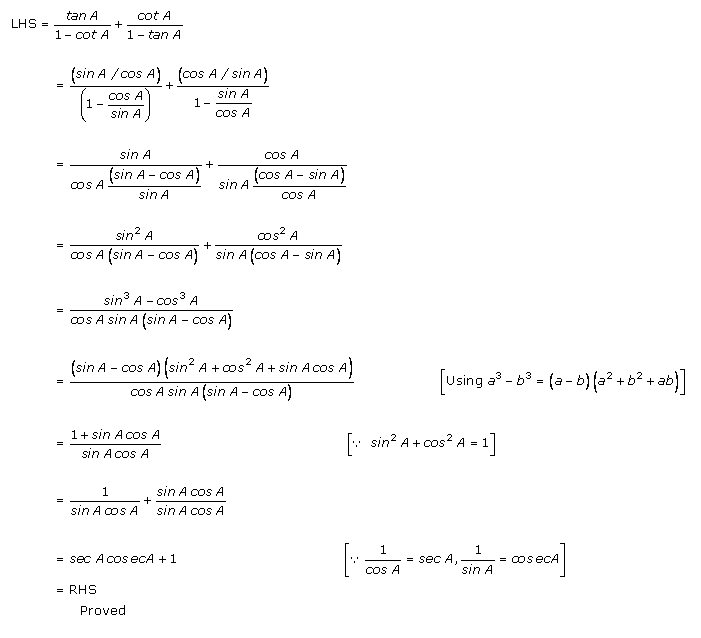 LHS = tan A / (1 − cot A) + cot A / (1 − tan A)
= (sin A / cos A) / (1 − cos A / sin A) + (cos A / sin A) / (1 − sin A / cos A)
= sin A / (cos A (sin A − cos A) / sin A) + cos A / (sin A (cos A − sin A) / cos A)
= sin² A / (cos A (sin A − cos A)) + cos² A / (sin A (cos A − sin A))
= (sin³ A − cos³ A) / (cos A sin A (sin A − cos A))
= (sin A − cos A)(sin² A + cos² A + sin A cos A) / (cos A sin A (sin A − cos A)) [Using a³ − b³ = (a − b)(a² + b² + ab)]
= (1 + sin A cos A) / (sin A cos A) [∵ sin² A + cos² A = 1]
= 1 / (sin A cos A) + (sin A cos A) / (sin A cos A)
= sec A cosecA + 1 [∵ 1 / cos A = sec A, 1 / sin A = cosecA]
= RHS
Proved